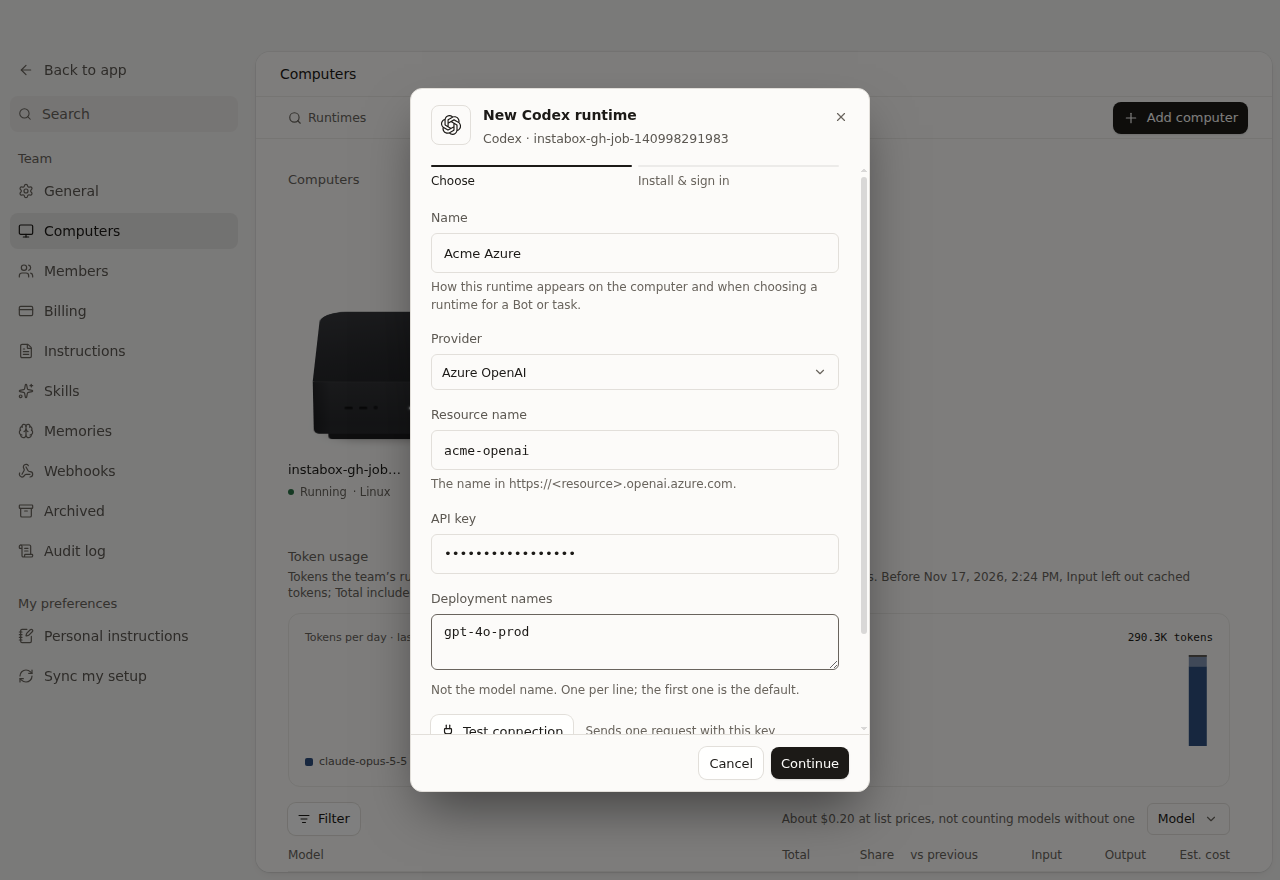 Back to app
Search
Team
General
Computers
Members
Billing
Instructions
Skills
Memories
Webhooks
Archived
Audit log
My preferences
Personal instructions
Sync my setup
Computers
Runtimes
Add computer
Computers
instabox-gh-job…
Running · Linux
Token usage
Tokens the team's
s. Before Nov 17, 2026, 2:24 PM, Input left out cached
tokens; Total
Tokens per day
290.3K tokens
claude-opus-5-5
Filter
About $0.20 at list prices, not counting models without one
Model
Model Total Share vs previous Input Output Est. cost
New Codex runtime
Codex · instabox-gh-job-140998291983
Choose
Install & sign in
Name
Acme Azure
How this runtime appears on the computer and when choosing a
runtime for a Bot or task.
Provider
Azure OpenAI
Resource name
acme-openai
The name in https://<resource>.openai.azure.com.
API key
•••••••••••••••••
Deployment names
gpt-4o-prod
Not the model name. One per line; the first one is the default.
Test connection
Sends one request with this key
Cancel
Continue